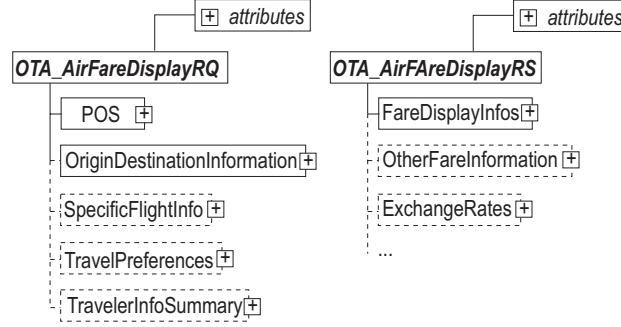 attributes
OTA_AirFareDisplayRQ
POS
OriginDestinationInformation
SpecificFlightInfo
TravelPreferences
TravelerInfoSummary
attributes
OTA_AirFAreDisplayRS
FareDisplayInfos
OtherFareInformation
ExchangeRates
...